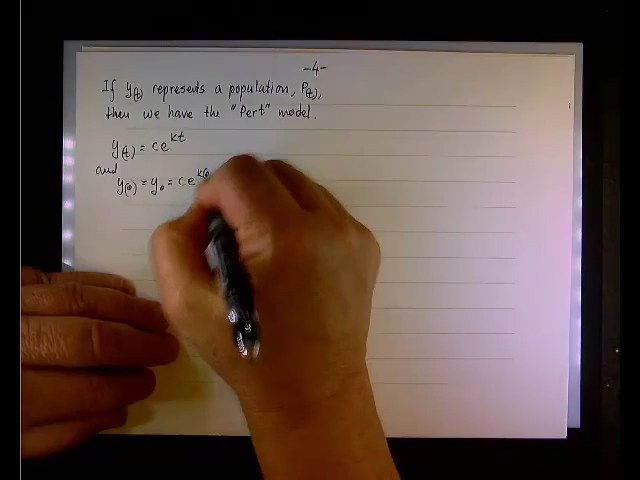 -4-
If y(t) represents a population, P(t),
then we have the "Pert" model.
y(t) = ce^kt
and
y(0) = y₀ = ce^k0